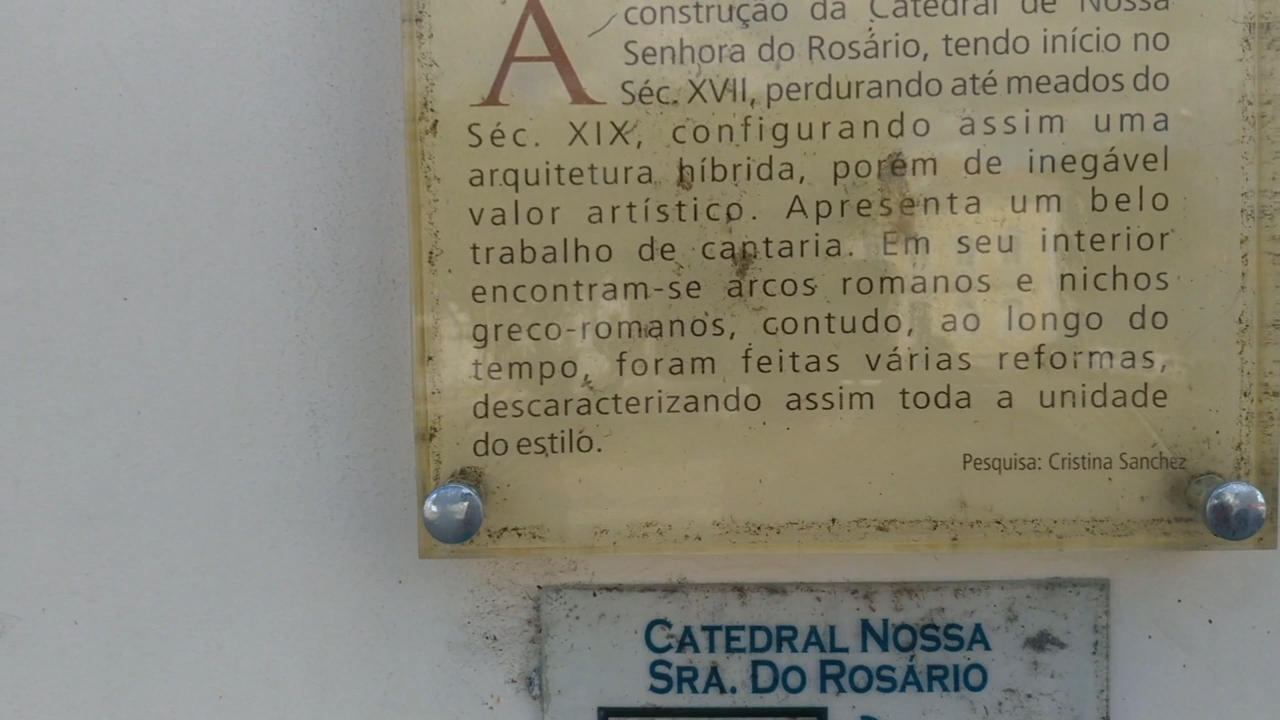 A construção da Catedral de Nossa
Senhora do Rosário, tendo início no
Séc. XVII, perdurando até meados do
Séc. XIX, configurando assim uma
arquitetura híbrida, porém de inegável
valor artístico. Apresenta um belo
trabalho de cantaria. Em seu interior
encontram-se arcos romanos e nichos
greco-romanos, contudo, ao longo do
tempo, foram feitas várias reformas,
descaracterizando assim toda a unidade
do estilo.
Pesquisa: Cristina Sanchez
CATEDRAL NOSSA
SRA. DO ROSÁRIO